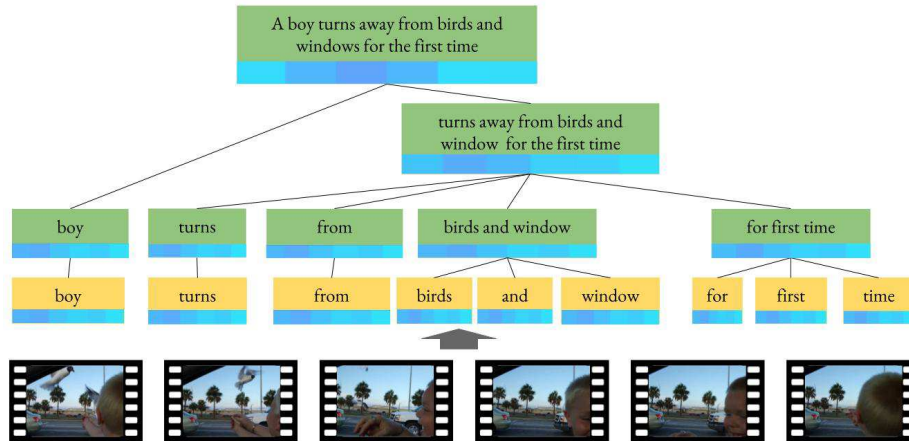 A boy turns away from birds and
windows for the first time
turns away from birds and
window for the first time
boy
turns
from
birds and window
for first time
boy
turns
from
birds
and
window
for
first
time